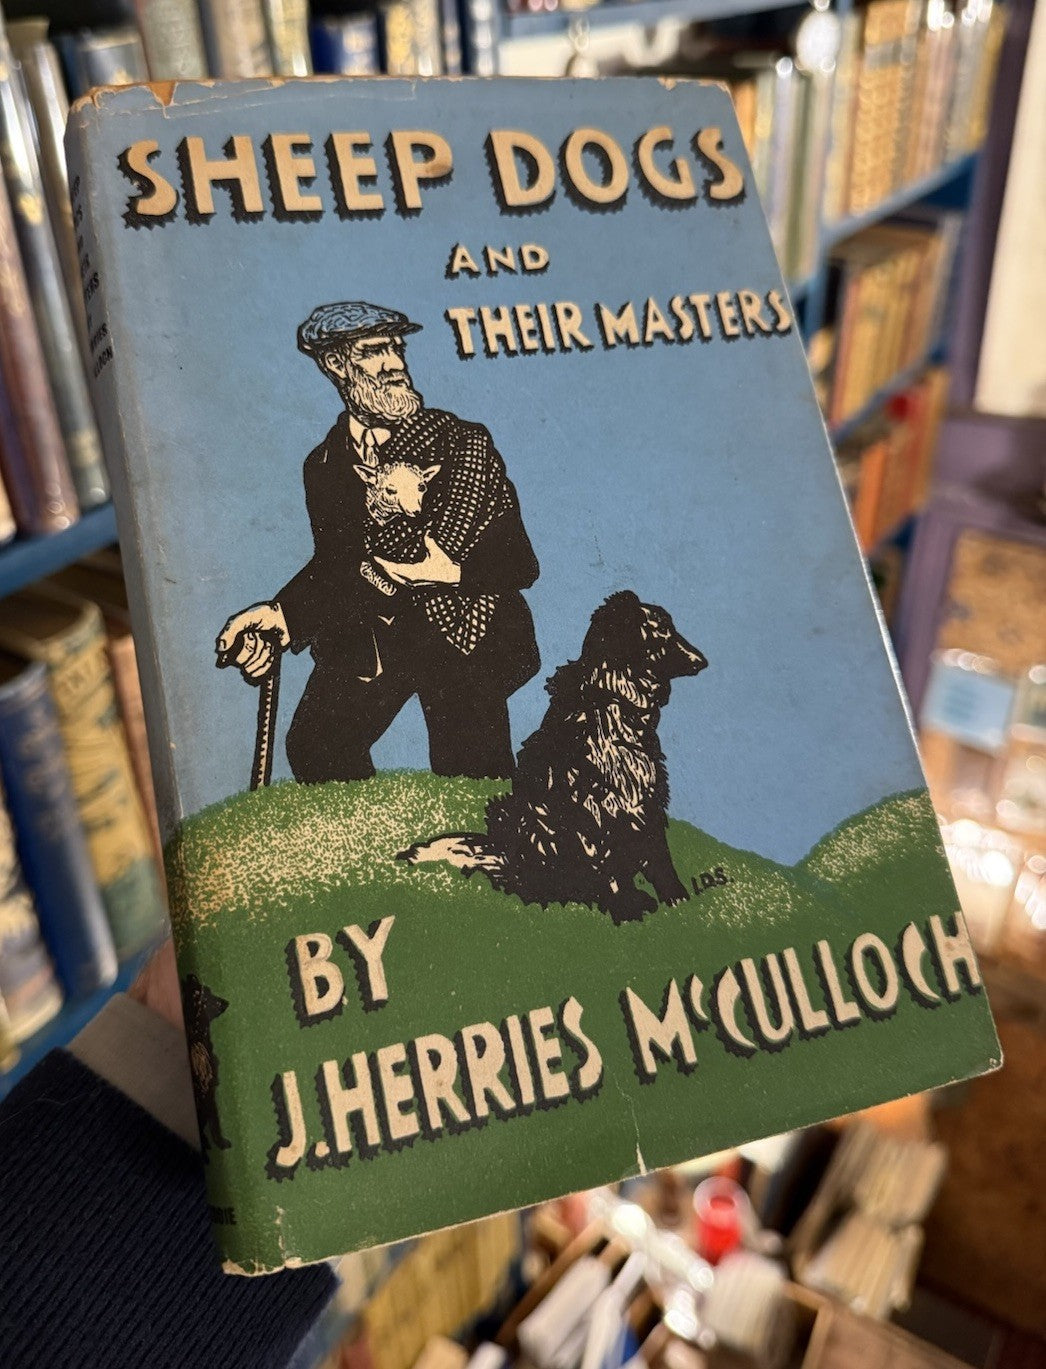 SHEEP DOGS
AND
THEIR MASTERS
I.D.S.
BY
J. HERRIES McCULLOCH